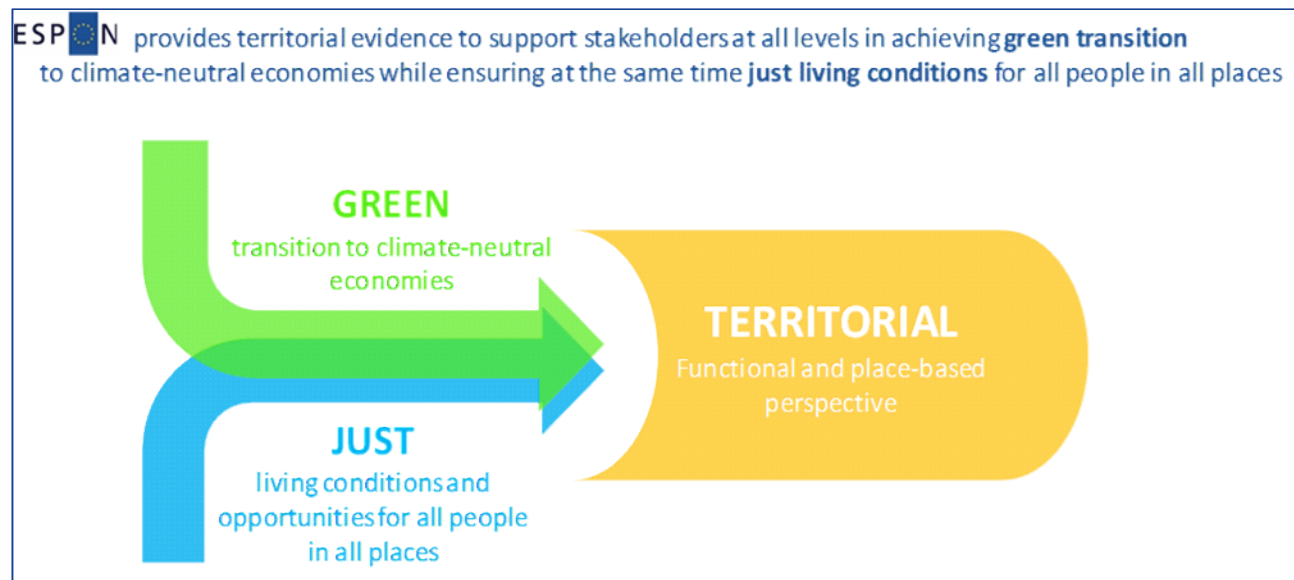 ESPON provides territorial evidence to support stakeholders at all levels in achieving green transition
to climate-neutral economies while ensuring at the same time just living conditions for all people in all places
GREEN
transition to climate-neutral
economies
TERRITORIAL
Functional and place-based
perspective
JUST
living conditions and
opportunities for all people
in all places